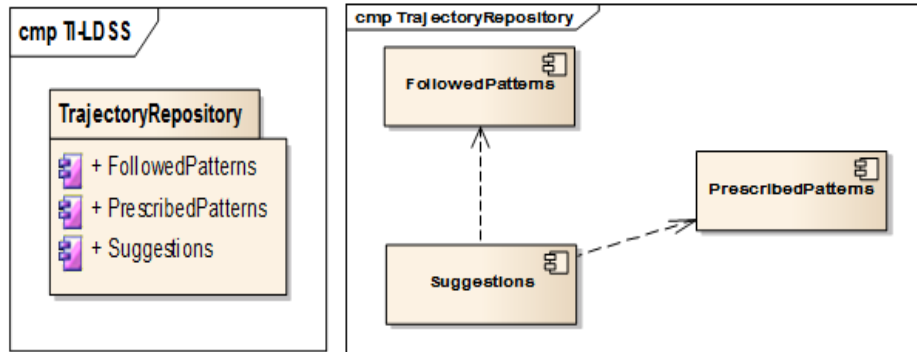 cmp TI-LDSS
TrajectoryRepository
+ FollowedPatterns
+ PrescribedPatterns
+ Suggestions
cmp TrajectoryRepository
FollowedPatterns
PrescribedPatterns
Suggestions